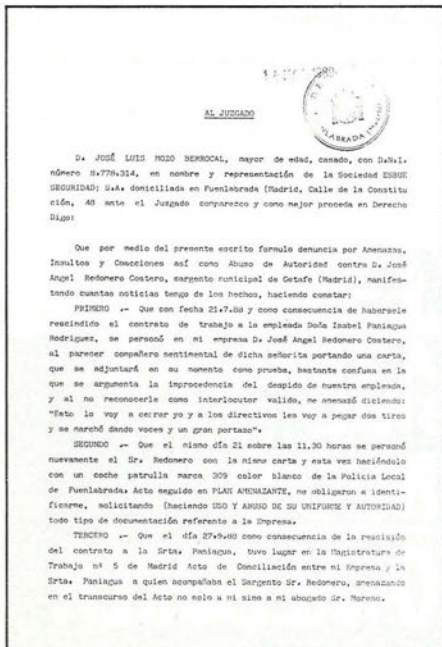 AL JUZGADO
LABRADA (MADRID)
D. JOSÉ LUIS MOZO BERROCAL, mayor de edad, casado, con D.N.I.
número 8.778.314, en nombre y representación de la Sociedad ESBUE
SEGURIDAD; S.A. domiciliada en Fuenlabrada (Madrid, Calle de la Constitu
ción, 48 ante el Juzgado comparezco y como mejor proceda en Derecho
Digo:
Que por medio del presente escrito formulo denuncia por Amenazas,
Insultos y Coacciones así como Abuso de Autoridad contra D. José
Angel Redomero Costero, sargento municipal de Getafe (Madrid), manifes-
tando cuantas noticias tengo de los hechos, haciendo constar:
PRIMERO .- Que con fecha 21.7.88 y como consecuencia de habersele
rescindido el contrato de trabajo a la empleada Doña Isabel Paniagua
Rodriguez, se personó en mi empresa D. José Angel Redomero Costero,
al parecer compañero sentimental de dicha señorita portando una carta,
que se adjuntará en su momento como prueba, bastante confusa en la
que se argumenta la improcedencia del despido de nuestra empleada,
y al no reconocerle como interlocutor valido, me amenazó diciendo:
"Esto lo voy a cerrar yo y a los directivos les voy a pegar dos tiros
y se marchó dando voces y un gran portazo".
SEGUNDO .- Que el mismo día 21 sobre las 11,30 horas se personó
nuevamente el Sr. Redomero con la misma carta y esta vez haciéndolo
con un coche patrulla marca 309 color blanco de la Policia Local
de Fuenlabrada. Acto seguido en PLAN AMENAZANTE, me obligaron a identi-
ficarme, solicitando (haciendo USO Y ABUSO DE SU UNIFORME Y AUTORIDAD)
todo tipo de documentación referente a la Empresa.
TERCERO .- Que el día 27.9.88 como consecuencia de la rescisión
del contrato a la Srta. Paniagua, tuvo lugar en la Magistratura de
Trabajo nº 5 de Madrid Acto de Conciliación entre mi Empresa y la
Srta. Paniagua a quien acompañaba el Sargento Sr. Redomero, amenazando
en el transcurso del Acto no solo a mi sino a mi abogado Sr. Moreno.